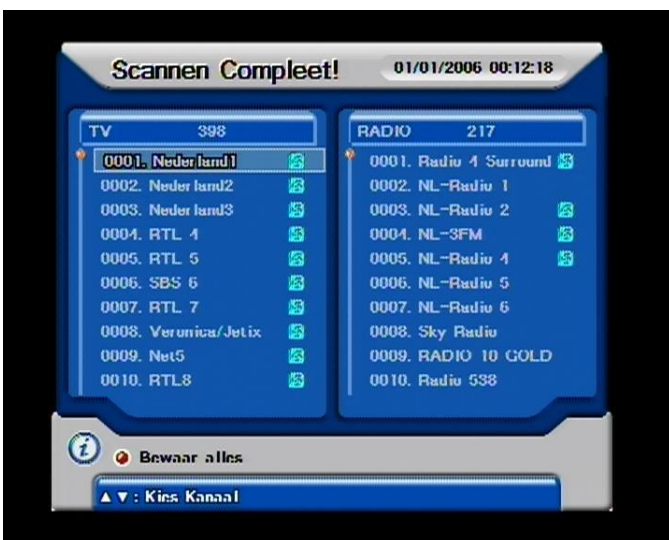 Scannen Compleet!
01/01/2006 00:12:18
TV 398
0001. Nederland1
0002. Nederland2
0003. Nederland3
0004. RTL 4
0005. RTL 5
0006. SBS 6
0007. RTL 7
0008. Veronica/Jetix
0009. Net5
0010. RTL8
RADIO 217
0001. Radio 4 Surround
0002. NL-Radio 1
0003. NL-Radio 2
0004. NL-3FM
0005. NL-Radio 4
0006. NL-Radio 5
0007. NL-Radio 6
0008. Sky Radio
0009. RADIO 10 GOLD
0010. Radio 538
i
Bewaar alles
▲ ▼ : Kies Kanaal